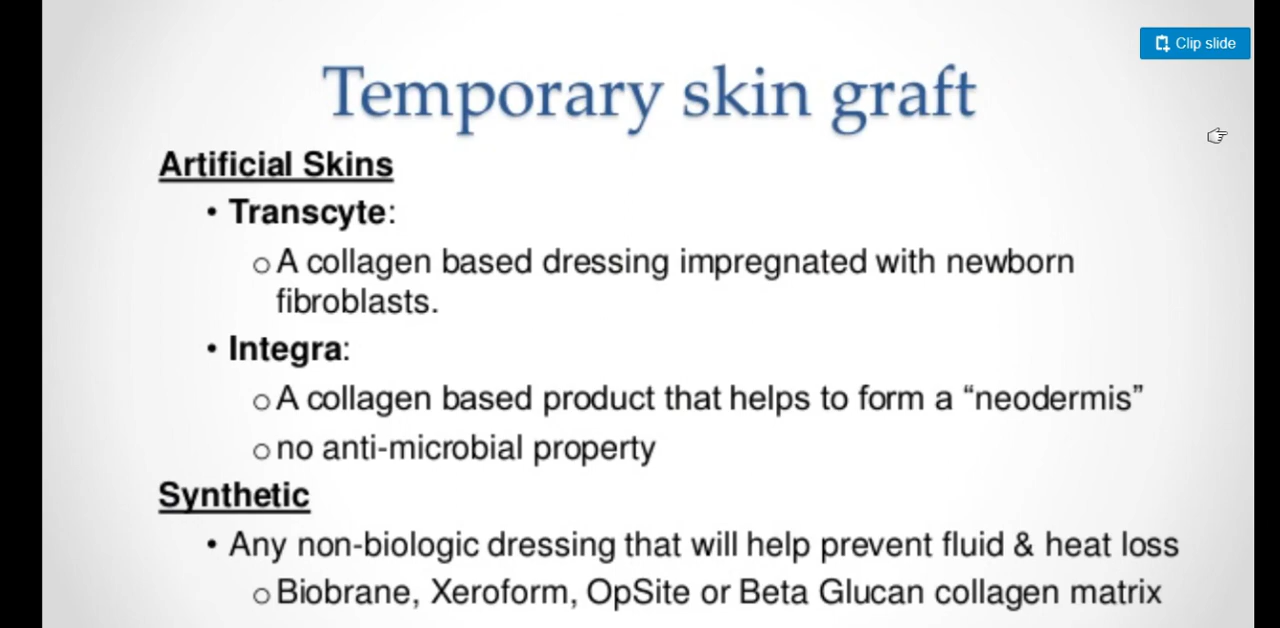 Clip slide
Temporary skin graft
Artificial Skins
• Transcyte:
o A collagen based dressing impregnated with newborn
fibroblasts.
• Integra:
o A collagen based product that helps to form a “neodermis”
o no anti-microbial property
Synthetic
• Any non-biologic dressing that will help prevent fluid & heat loss
o Biobrane, Xeroform, OpSite or Beta Glucan collagen matrix